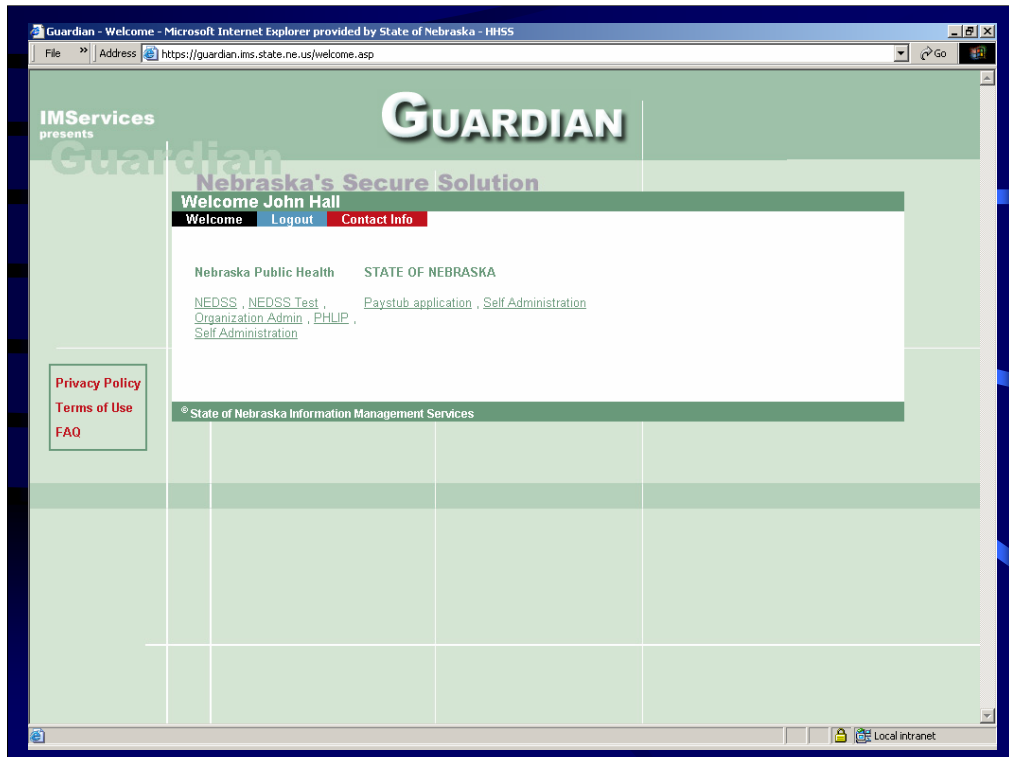 Guardian - Welcome - Microsoft Internet Explorer provided by State of Nebraska - HHSS
File » Address https://guardian.ims.state.ne.us/welcome.asp Go
IMServices
presents
GUARDIAN
Guardian
Nebraska's Secure Solution
Welcome John Hall
Welcome Logout Contact Info
Nebraska Public Health STATE OF NEBRASKA
NEDSS , NEDSS Test , Paystub application , Self Administration
Organization Admin , PHLIP ,
Self Administration
Privacy Policy
Terms of Use
FAQ
© State of Nebraska Information Management Services
Local intranet